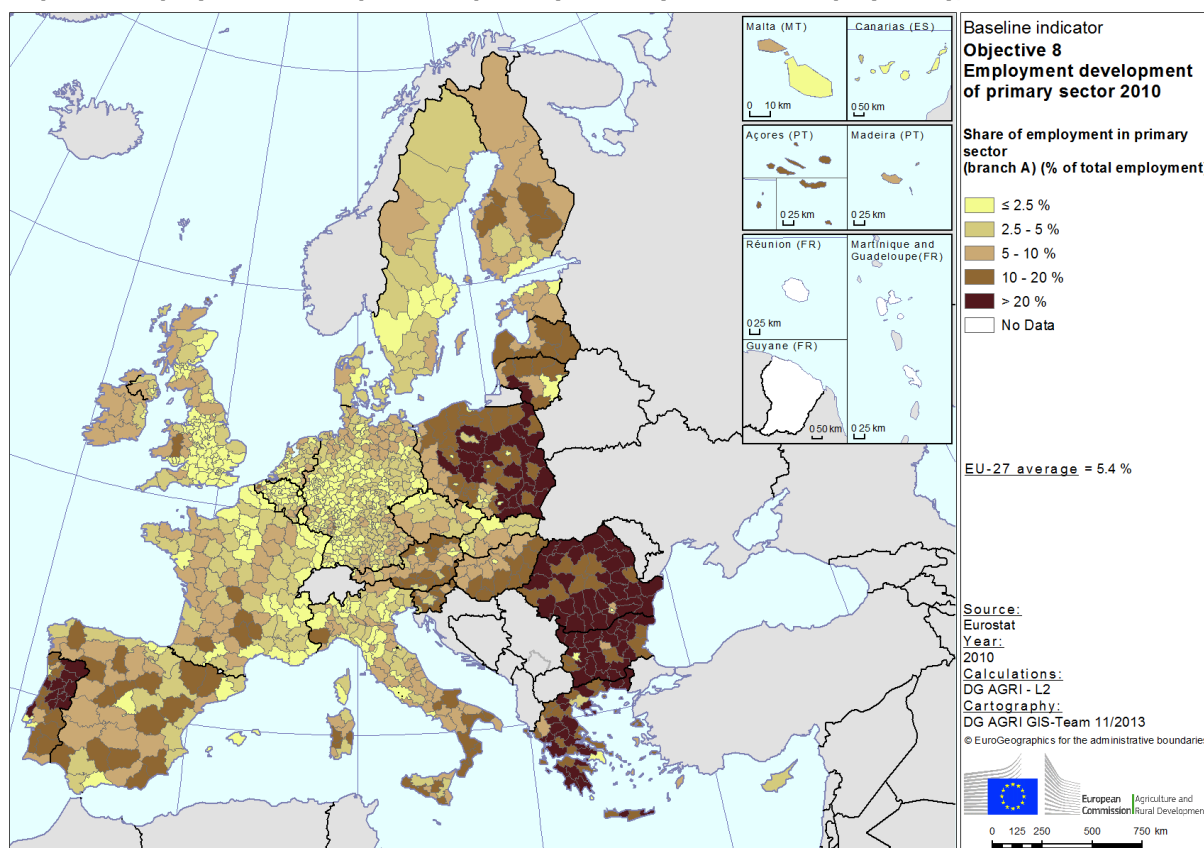 Malta (MT)
0 10 km
Canarias (ES)
0 50 km
Açores (PT)
0 25 km
Madeira (PT)
0 25 km
Réunion (FR)
0 25 km
Martinique and
Guadeloupe(FR)
0 25 km
Guyane (FR)
0 50 km
Baseline indicator
Objective 8
Employment development
of primary sector 2010
Share of employment in primary
sector
(branch A) (% of total employment
≤ 2.5 %
2.5 - 5 %
5 - 10 %
10 - 20 %
> 20 %
No Data
EU-27 average = 5.4 %
Source:
Eurostat
Year:
2010
Calculations:
DG AGRI - L2
Cartography:
DG AGRI GIS-Team 11/2013
© EuroGeographics for the administrative boundaries
European
Commission
Agriculture and
Rural Developmen
0 125 250 500 750 km